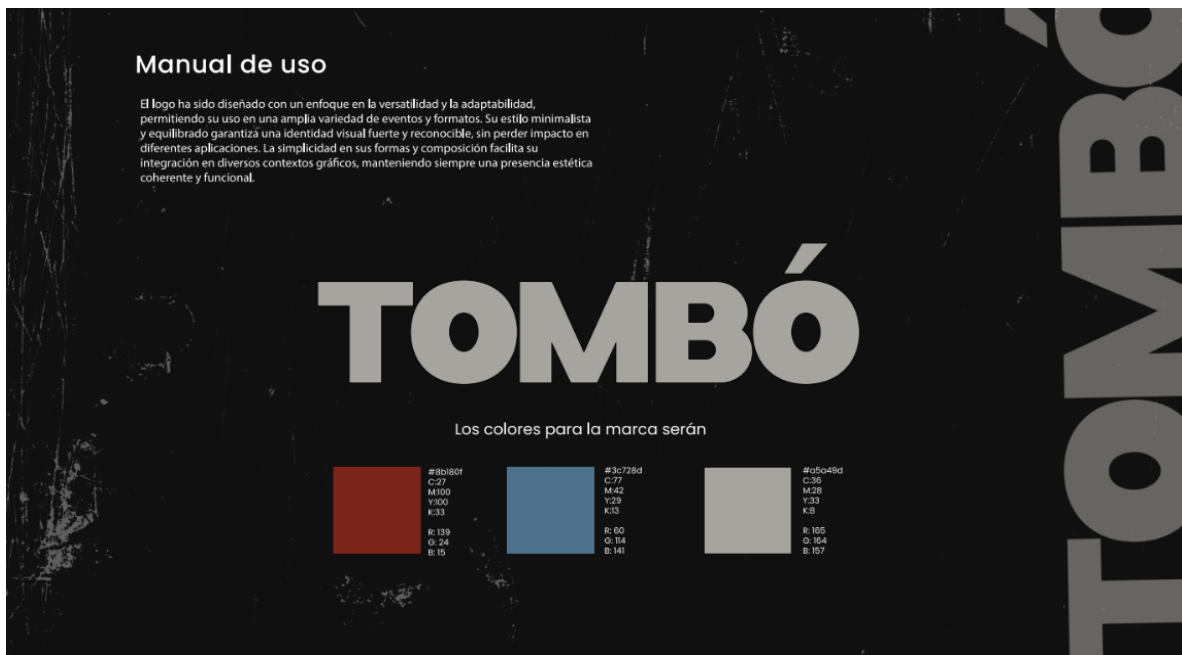 Manual de uso
El logo ha sido diseñado con un enfoque en la versatilidad y la adaptabilidad,
permitiendo su uso en una amplia variedad de eventos y formatos. Su estilo minimalista
y equilibrado garantiza una identidad visual fuerte y reconocible, sin perder impacto en
diferentes aplicaciones. La simplicidad en sus formas y composición facilita su
integración en diversos contextos gráficos, manteniendo siempre una presencia estética
coherente y funcional.
TOMBÓ
Los colores para la marca serán
#8b180f
C:27
M:100
Y:100
K:33
R: 139
G: 24
B: 15
#3c728d
C:77
M:42
Y:29
K:13
R: 60
G: 114
B: 141
#a5a49d
C:36
M:28
Y:33
K:8
R: 165
G: 164
B: 157
TOMBÓ